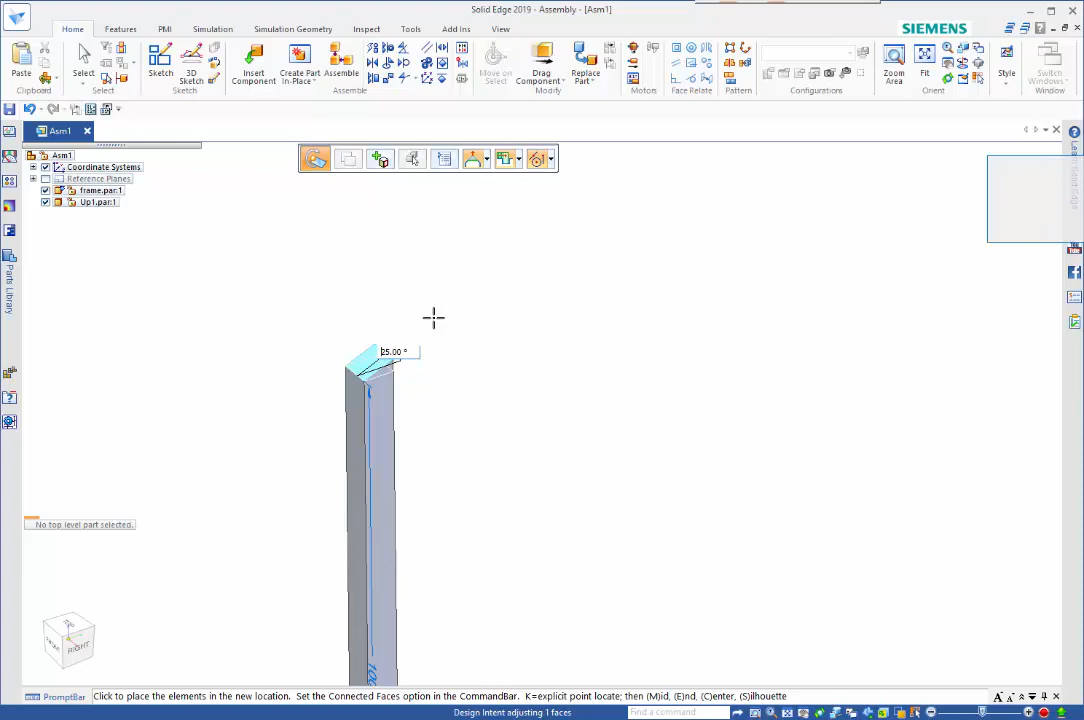 Solid Edge 2019 - Assembly - [Asm1]
Home Features PMI Simulation Simulation Geometry Inspect Tools Add Ins View
SIEMENS
Paste
Clipboard
Select
Select
Sketch
3D Sketch
Sketch
Insert Component
Create Part In-Place
Assemble
Assemble
Move on Select
Drag Component
Replace Part
Modify
Motors
Face Relate
Pattern
Configurations
Zoom Area
Fit
Orient
Style
Switch Windows
Window
Asm1
Asm1
Coordinate Systems
Reference Planes
frame.par:1
Up1.par:1
Parts Library
25.00 °
No top level part selected.
TOP
RIGHT
PromptBar
Click to place the elements in the new location. Set the Connected Faces option in the CommandBar. K=explicit point locate; then (M)id, (E)nd, (C)enter, (S)ilhouette
Design Intent adjusting 1 faces
Find a command